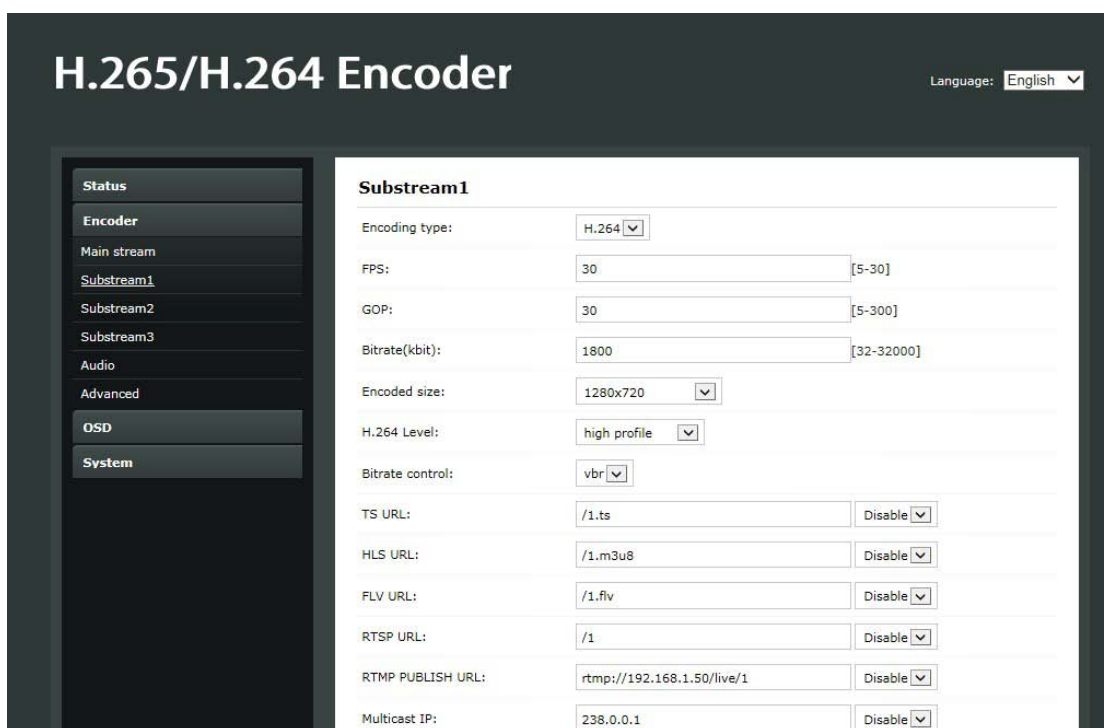 H.265/H.264 Encoder
Language: English
Status
Encoder
Main stream
Substream1
Substream2
Substream3
Audio
Advanced
OSD
System
Substream1
Encoding type: H.264
FPS: 30 [5-30]
GOP: 30 [5-300]
Bitrate(kbit): 1800 [32-32000]
Encoded size: 1280x720
H.264 Level: high profile
Bitrate control: vbr
TS URL: /1.ts Disable
HLS URL: /1.m3u8 Disable
FLV URL: /1.flv Disable
RTSP URL: /1 Disable
RTMP PUBLISH URL: rtmp://192.168.1.50/live/1 Disable
Multicast IP: 238.0.0.1 Disable